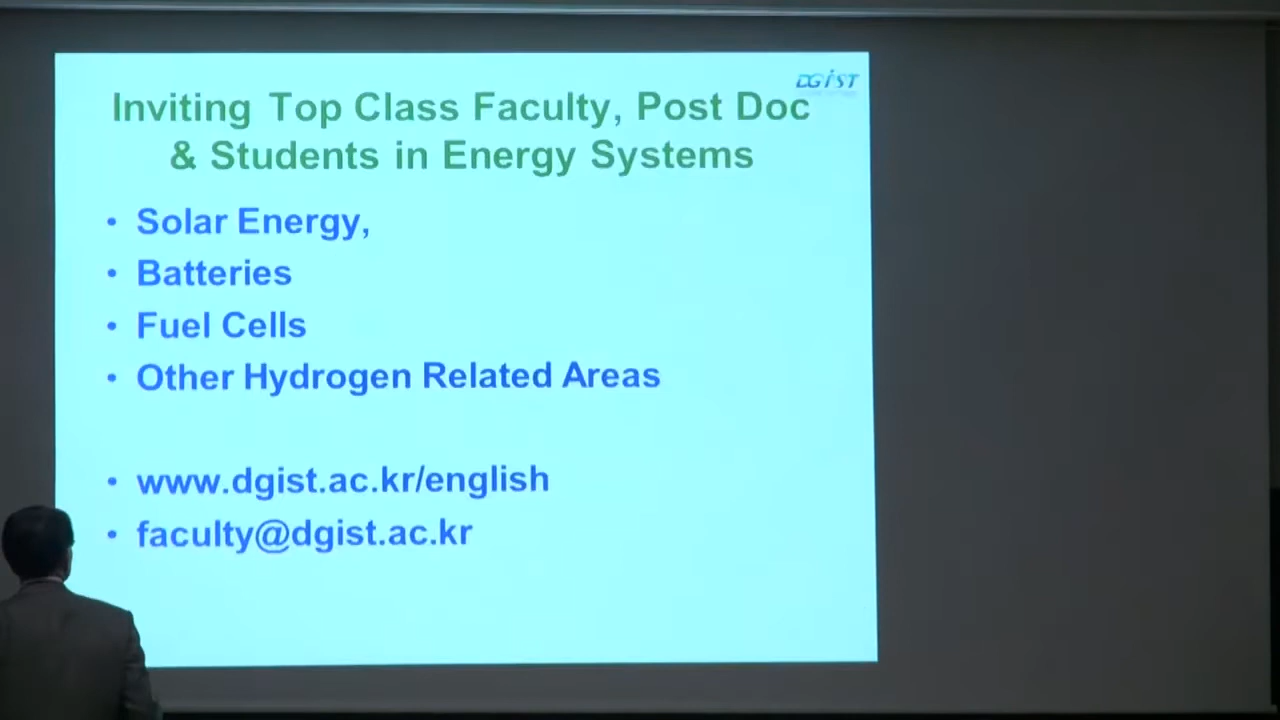 DGIST
Inviting Top Class Faculty, Post Doc
& Students in Energy Systems
• Solar Energy,
• Batteries
• Fuel Cells
• Other Hydrogen Related Areas
• www.dgist.ac.kr/english
• faculty@dgist.ac.kr